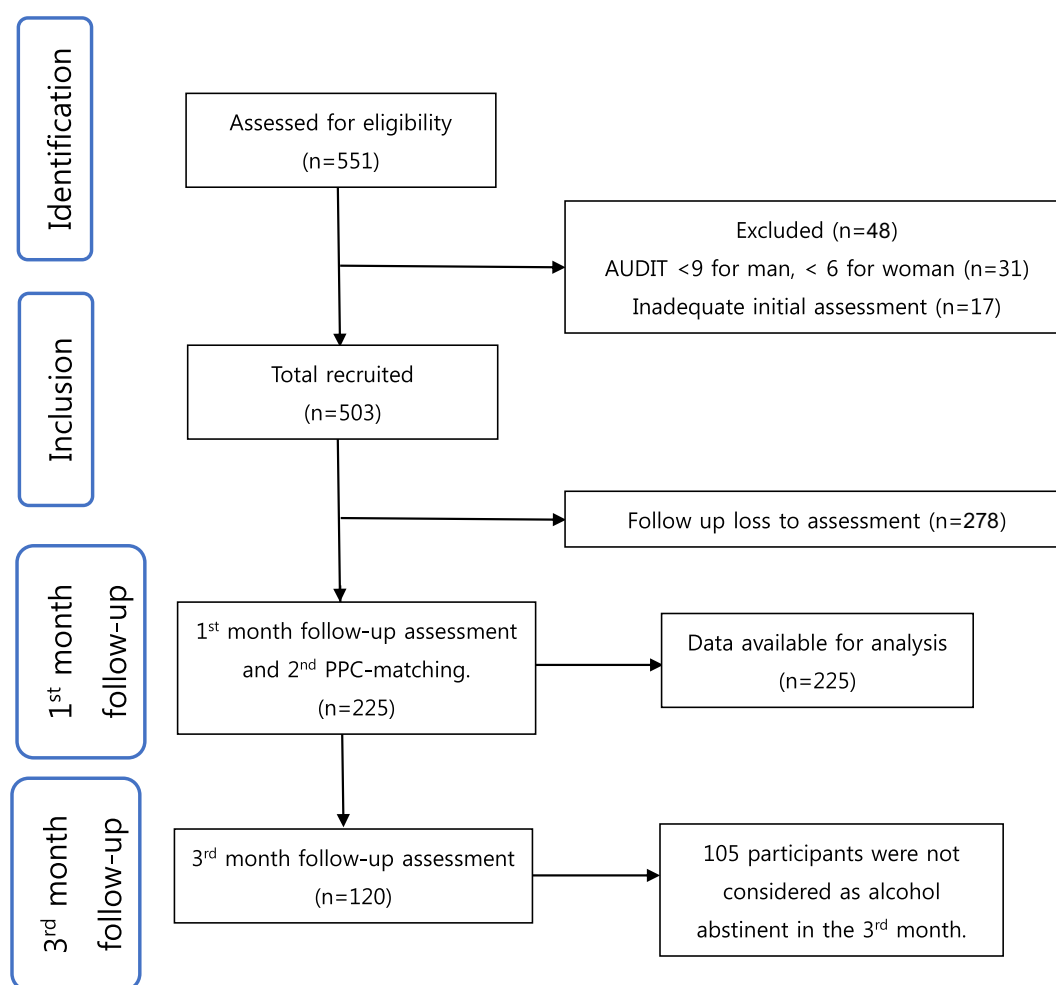 Identification
Assessed for eligibility
(n=551)
Excluded (n=48)
AUDIT <9 for man, < 6 for woman (n=31)
Inadequate initial assessment (n=17)
Inclusion
Total recruited
(n=503)
Follow up loss to assessment (n=278)
1st month
follow-up
1st month follow-up assessment
and 2nd PPC-matching.
(n=225)
Data available for analysis
(n=225)
3rd month
follow-up
3rd month follow-up assessment
(n=120)
105 participants were not
considered as alcohol
abstinent in the 3rd month.